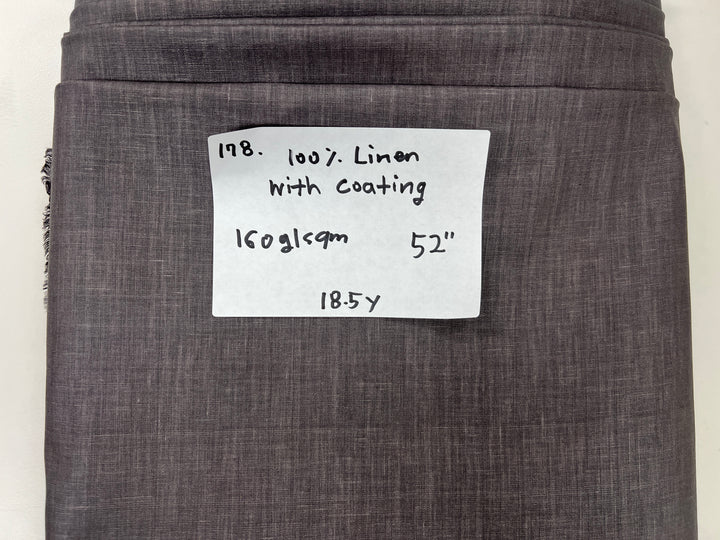 178. 100% Linen
with coating
160g/sqm 52"
18.5Y